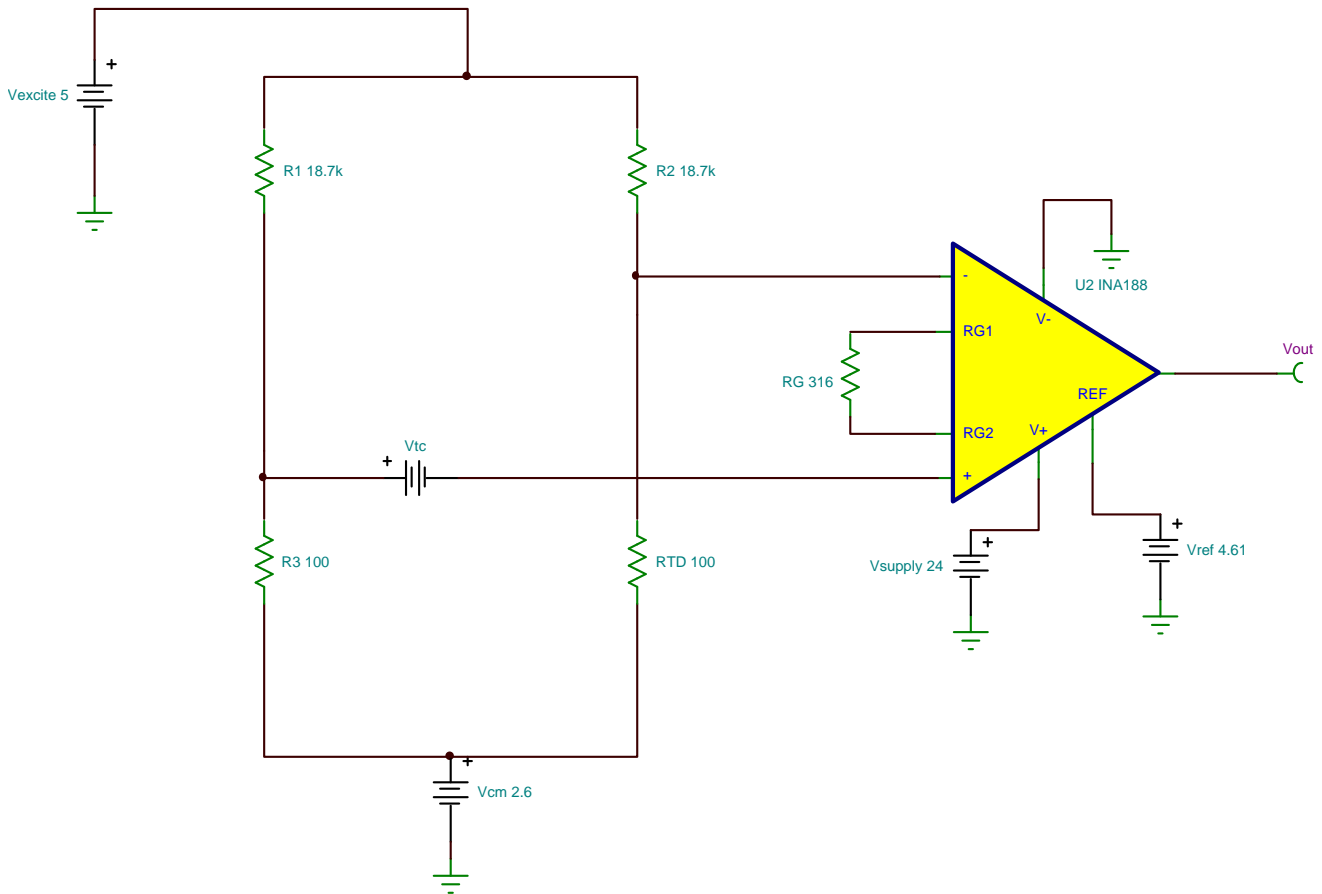 +
Vexcite 5
R1 18.7k
R2 18.7k
U2 INA188
-
V-
RG1
Vout
RG 316
REF
RG2
V+
Vtc
+
+
+
Vref 4.61
+
Vsupply 24
R3 100
RTD 100
+
Vcm 2.6